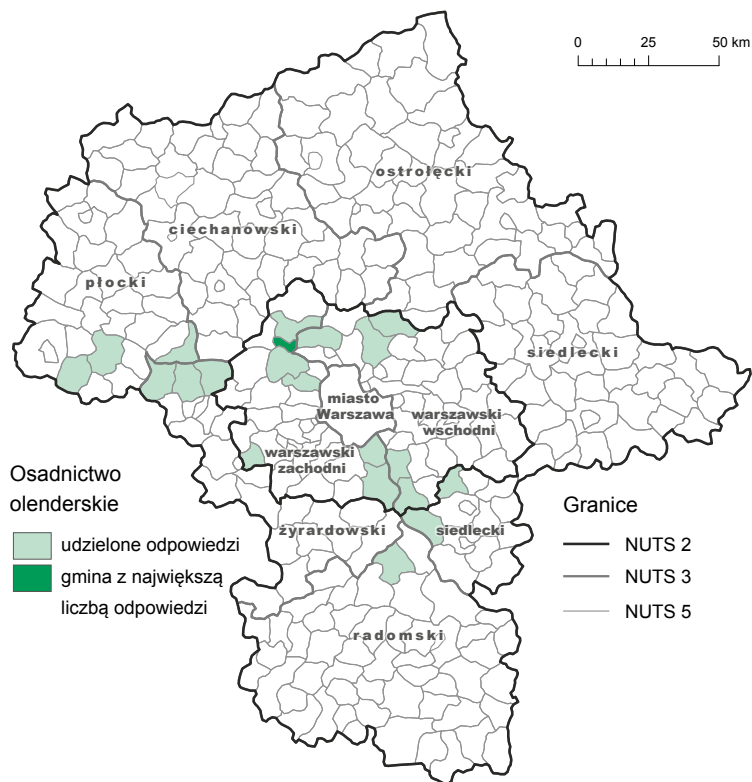 0 25 50 km
ostrołęcki
ciechanowski
płocki
siedlecki
miasto
Warszawa
warszawski
wschodni
warszawski
zachodni
żyrardowski
siedlecki
radomski
Osadnictwo
olenderskie
udzielone odpowiedzi
gmina z największą
liczbą odpowiedzi
Granice
NUTS 2
NUTS 3
NUTS 5